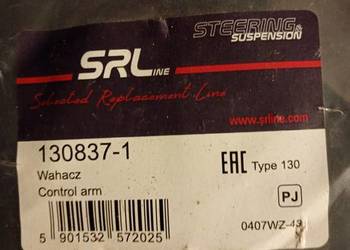 STEERING&
SUSPENSION
SRLINE
Selected Replacement Line
www.srline.com
130837-1
Wahacz
Control arm
EAC Type 130
PJ
5 901532 572025
0407WZ-43